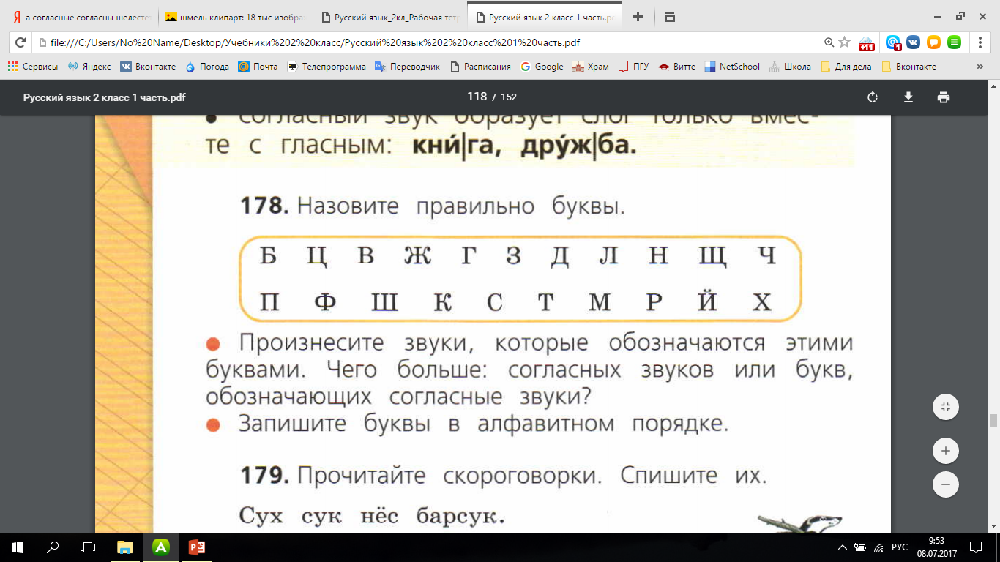 а согласные согласны шелестет
шмель клипарт: 18 тыс изобра
Русский язык_2кл_Рабочая тетр
Русский язык 2 класс 1 часть.pd
file:///C:/Users/No%20Name/Desktop/Учебники%202%20класс/Русский%20язык%202%20класс%201%20часть.pdf
+11
1
Сервисы Яндекс Вконтакте Погода Почта Телепрограмма Переводчик Расписания Google Храм ПГУ Витте NetSchool Школа Для дела Вконтакте »
Русский язык 2 класс 1 часть.pdf 118 / 152
согласный звук образует слог только вмес-
те с гласным: кни́|га, дру́ж|ба.
178. Назовите правильно буквы.
Б Ц В Ж Г З Д Л Н Щ Ч
П Ф Ш К С Т М Р Й Х
Произнесите звуки, которые обозначаются этими
буквами. Чего больше: согласных звуков или букв,
обозначающих согласные звуки?
Запишите буквы в алфавитном порядке.
179. Прочитайте скороговорки. Спишите их.
Сух сук нёс барсук.
РУС
9:53
08.07.2017